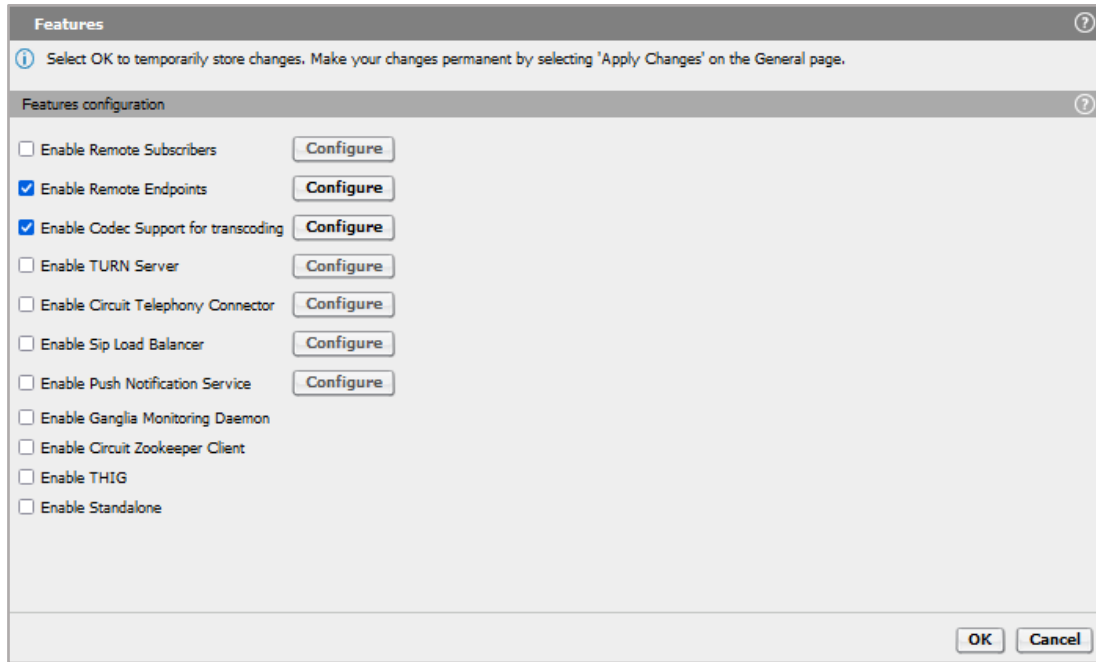 Features
Select OK to temporarily store changes. Make your changes permanent by selecting 'Apply Changes' on the General page.
Features configuration
Enable Remote Subscribers Configure
Enable Remote Endpoints Configure
Enable Codec Support for transcoding Configure
Enable TURN Server Configure
Enable Circuit Telephony Connector Configure
Enable Sip Load Balancer Configure
Enable Push Notification Service Configure
Enable Ganglia Monitoring Daemon
Enable Circuit Zookeeper Client
Enable THIG
Enable Standalone
OK Cancel